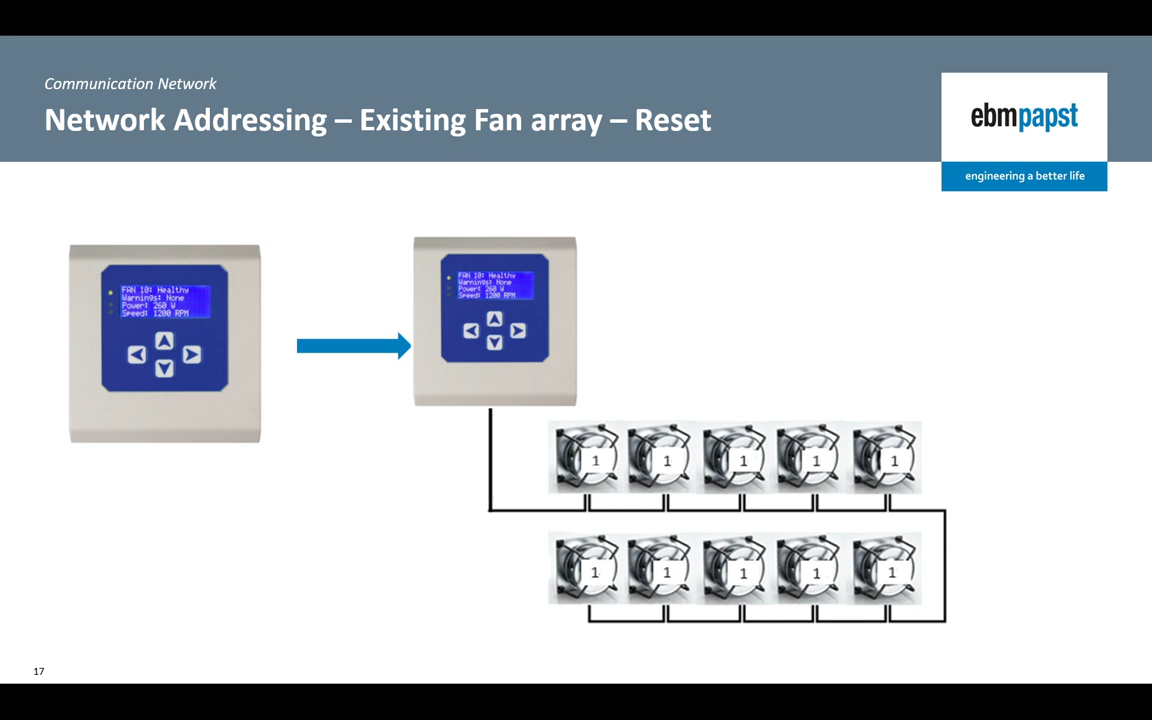 Communication Network
Network Addressing – Existing Fan array – Reset
ebmpapst
engineering a better life
FAN 10: Healthy
Warnings: None
Power: 260 W
Speed: 1200 RPM
FAN 10: Healthy
Warnings: None
Power: 260 W
Speed: 1200 RPM
1 1 1 1 1
1 1 1 1 1
17